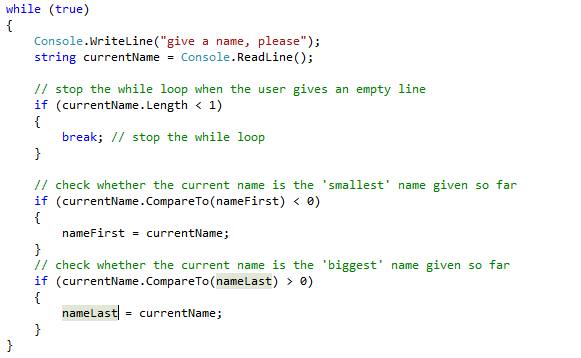 while (true)
{
    Console.WriteLine("give a name, please");
    string currentName = Console.ReadLine();

    // stop the while loop when the user gives an empty line
    if (currentName.Length < 1)
    {
        break; // stop the while loop
    }

    // check whether the current name is the 'smallest' name given so far
    if (currentName.CompareTo(nameFirst) < 0)
    {
        nameFirst = currentName;
    }
    // check whether the current name is the 'biggest' name given so far
    if (currentName.CompareTo(nameLast) > 0)
    {
        nameLast = currentName;
    }
}